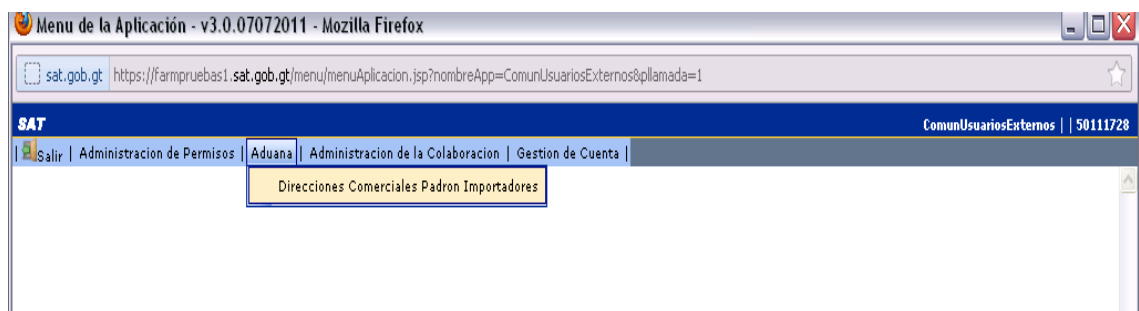 Menu de la Aplicación - v3.0.07072011 - Mozilla Firefox
sat.gob.gt https://farmpruebas1.sat.gob.gt/menu/menuAplicacion.jsp?nombreApp=ComunUsuariosExternos&pllamada=1
SAT ComunUsuariosExternos | | 50111728
| Salir | Administracion de Permisos | Aduana | Administracion de la Colaboracion | Gestion de Cuenta |
Direcciones Comerciales Padron Importadores